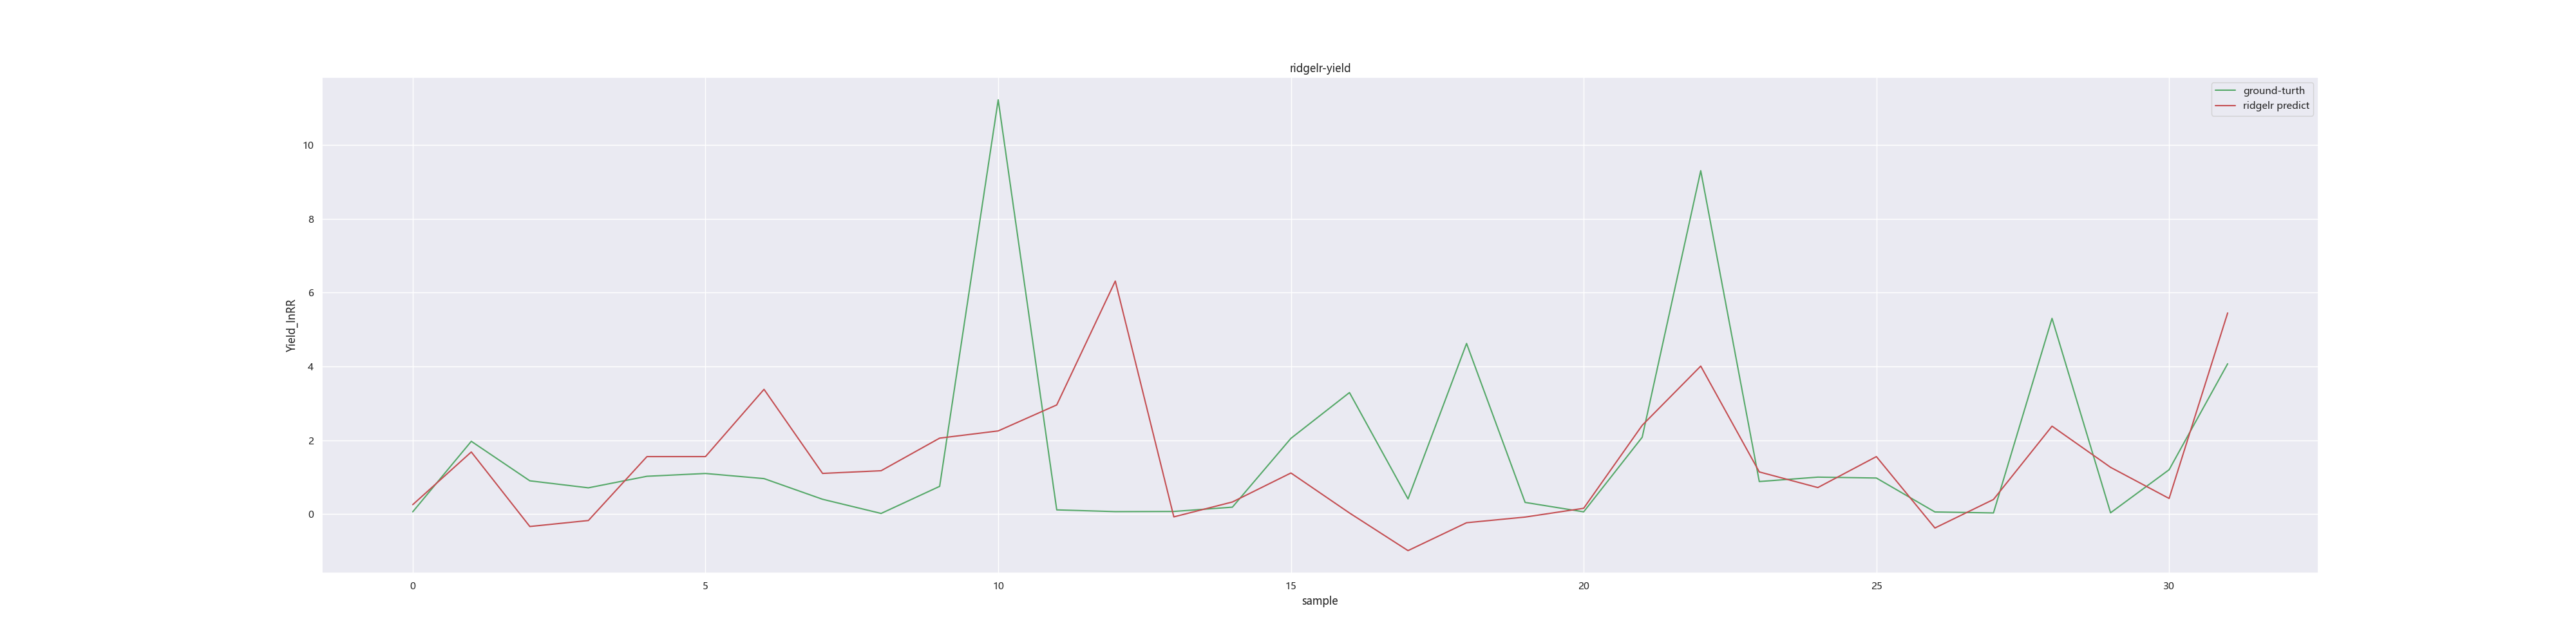 ridgelr-yield
ground-turth
ridgelr predict
10
8
6
4
2
0
Yield_lnRR
0 5 10 15 20 25 30
sample